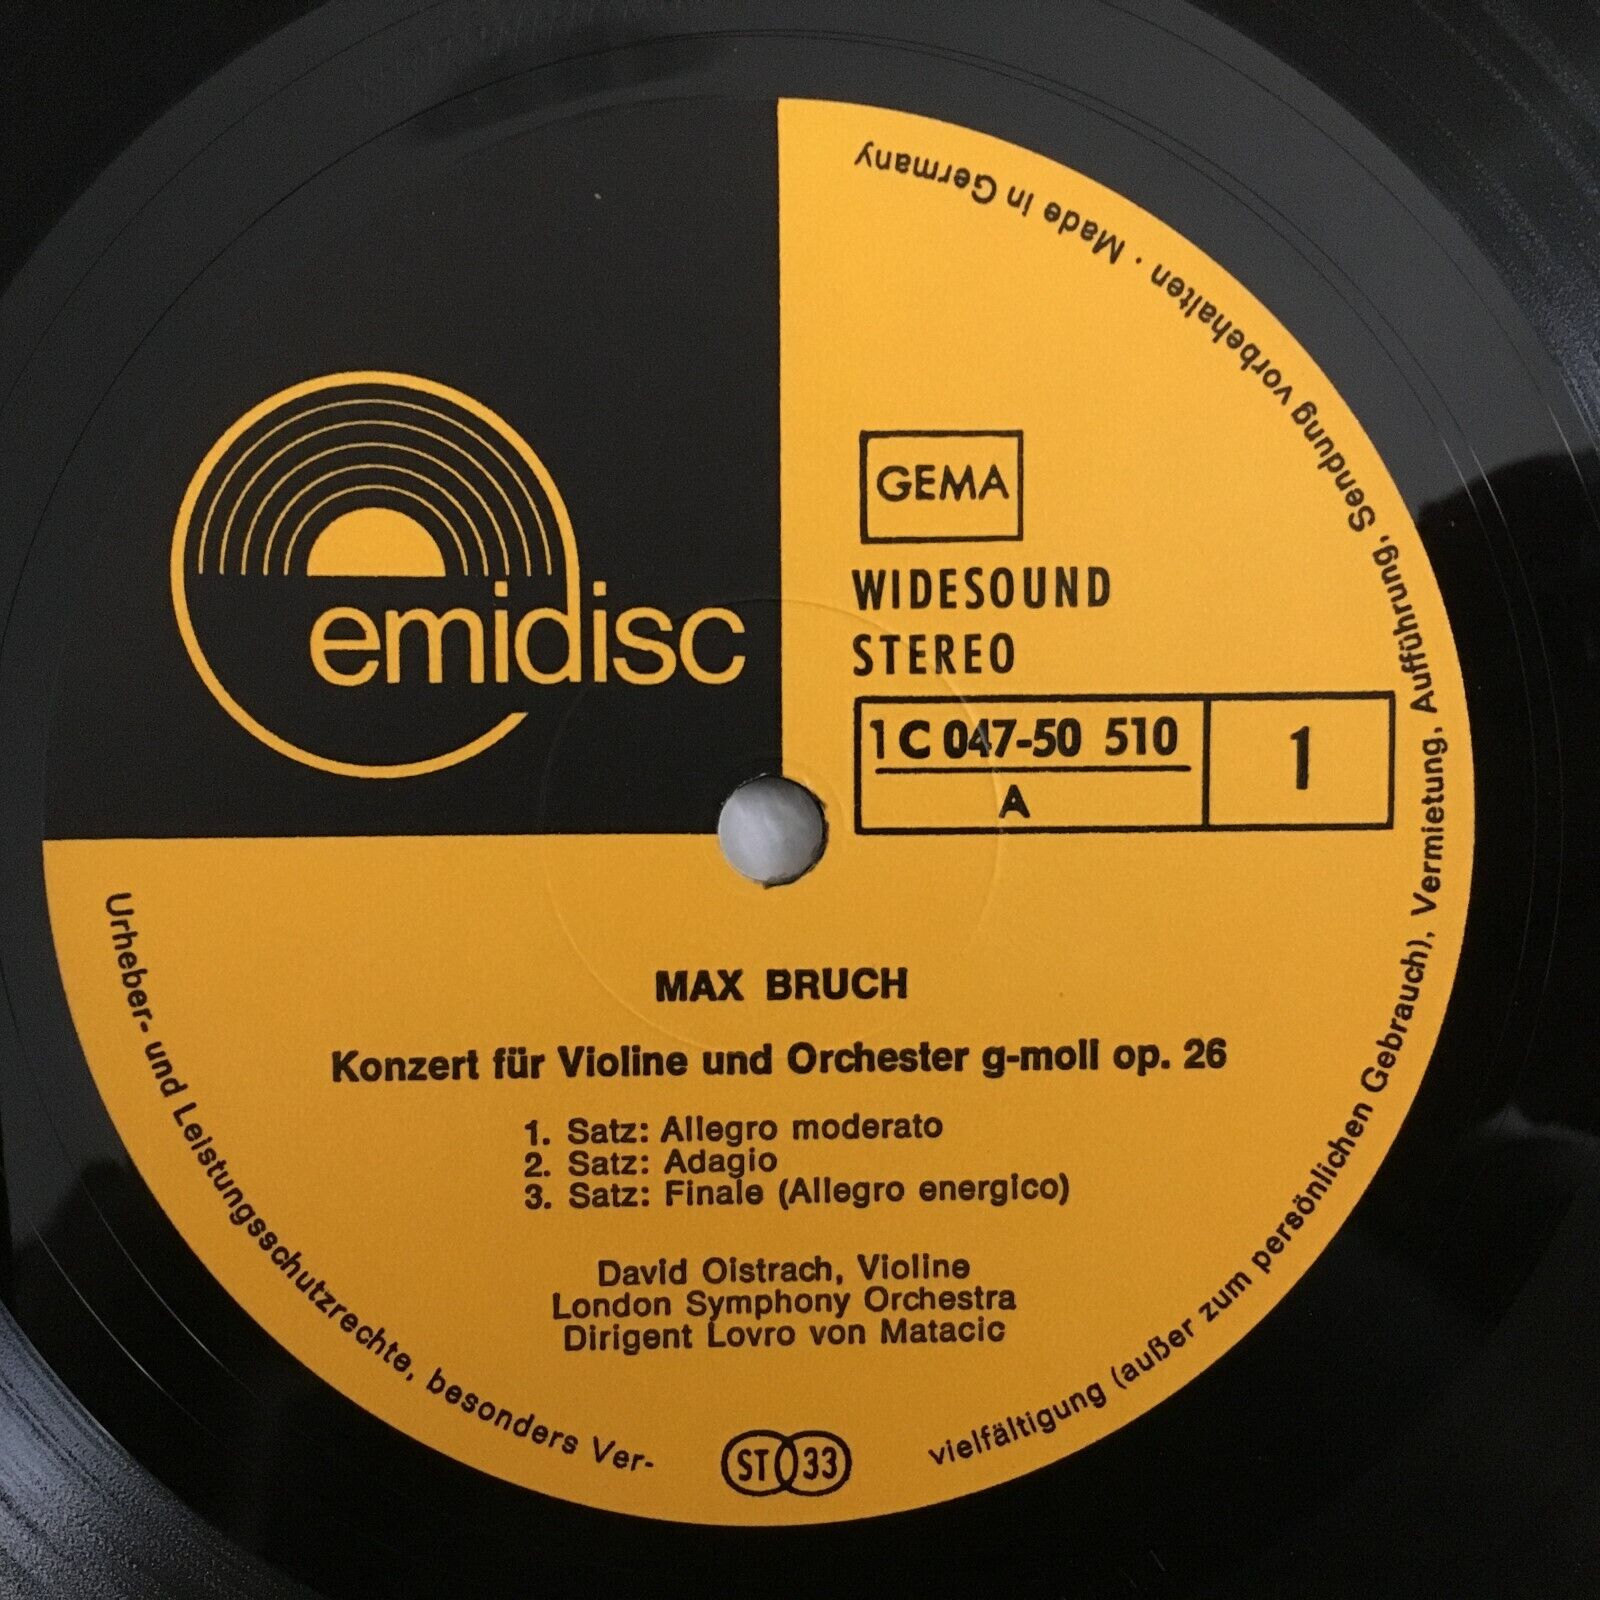 emidisc
GEMA
WIDESOUND
STEREO
1 C 047-50 510
A
1
MAX BRUCH
Konzert für Violine und Orchester g-moll op. 26
1. Satz: Allegro moderato
2. Satz: Adagio
3. Satz: Finale (Allegro energico)
David Oistrach, Violine
London Symphony Orchestra
Dirigent Lovro von Matacic
ST 33
Urheber- und Leistungsschutzrechte, besonders Ver-
vielfältigung (außer zum persönlichen Gebrauch), Vermietung, Aufführung, Sendung vorbehalten · Made in Germany